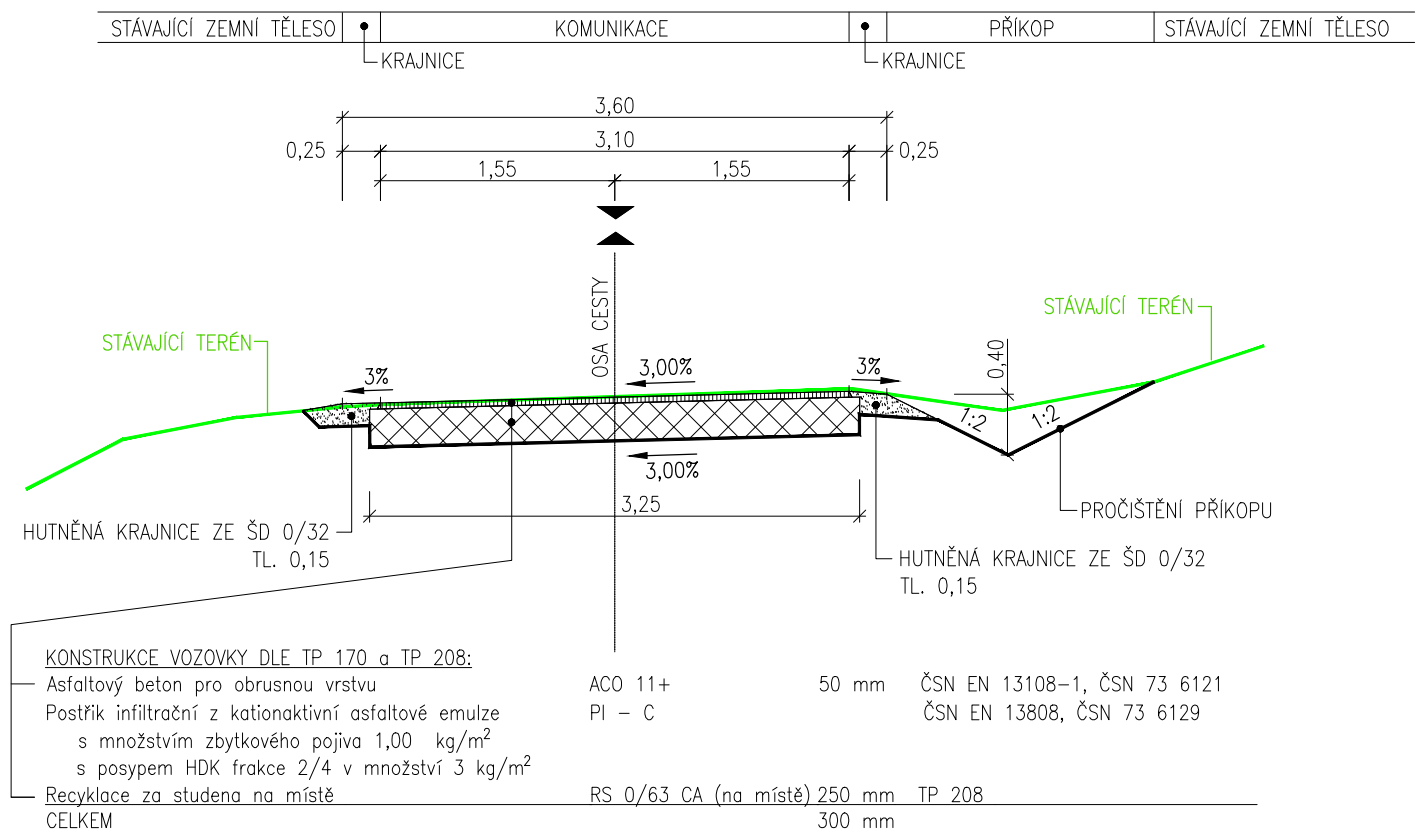 STÁVAJÍCÍ ZEMNÍ TĚLESO KOMUNIKACE PŘÍKOP STÁVAJÍCÍ ZEMNÍ TĚLESO
KRAJNICE KRAJNICE
3,60
0,25 3,10 0,25
1,55 1,55
OSA CESTY
STÁVAJÍCÍ TERÉN
STÁVAJÍCÍ TERÉN
0,40
3% 3,00% 3%
1:2 1:2
3,00%
3,25
PROČIŠTĚNÍ PŘÍKOPU
HUTNĚNÁ KRAJNICE ZE ŠD 0/32
TL. 0,15
HUTNĚNÁ KRAJNICE ZE ŠD 0/32
TL. 0,15
KONSTRUKCE VOZOVKY DLE TP 170 a TP 208:
Asfaltový beton pro obrusnou vrstvu ACO 11+ 50 mm ČSN EN 13108-1, ČSN 73 6121
Postřik infiltrační z kationaktivní asfaltové emulze PI - C ČSN EN 13808, ČSN 73 6129
s množstvím zbytkového pojiva 1,00 kg/m²
s posypem HDK frakce 2/4 v množství 3 kg/m²
Recyklace za studena na místě RS 0/63 CA (na místě) 250 mm TP 208
CELKEM 300 mm